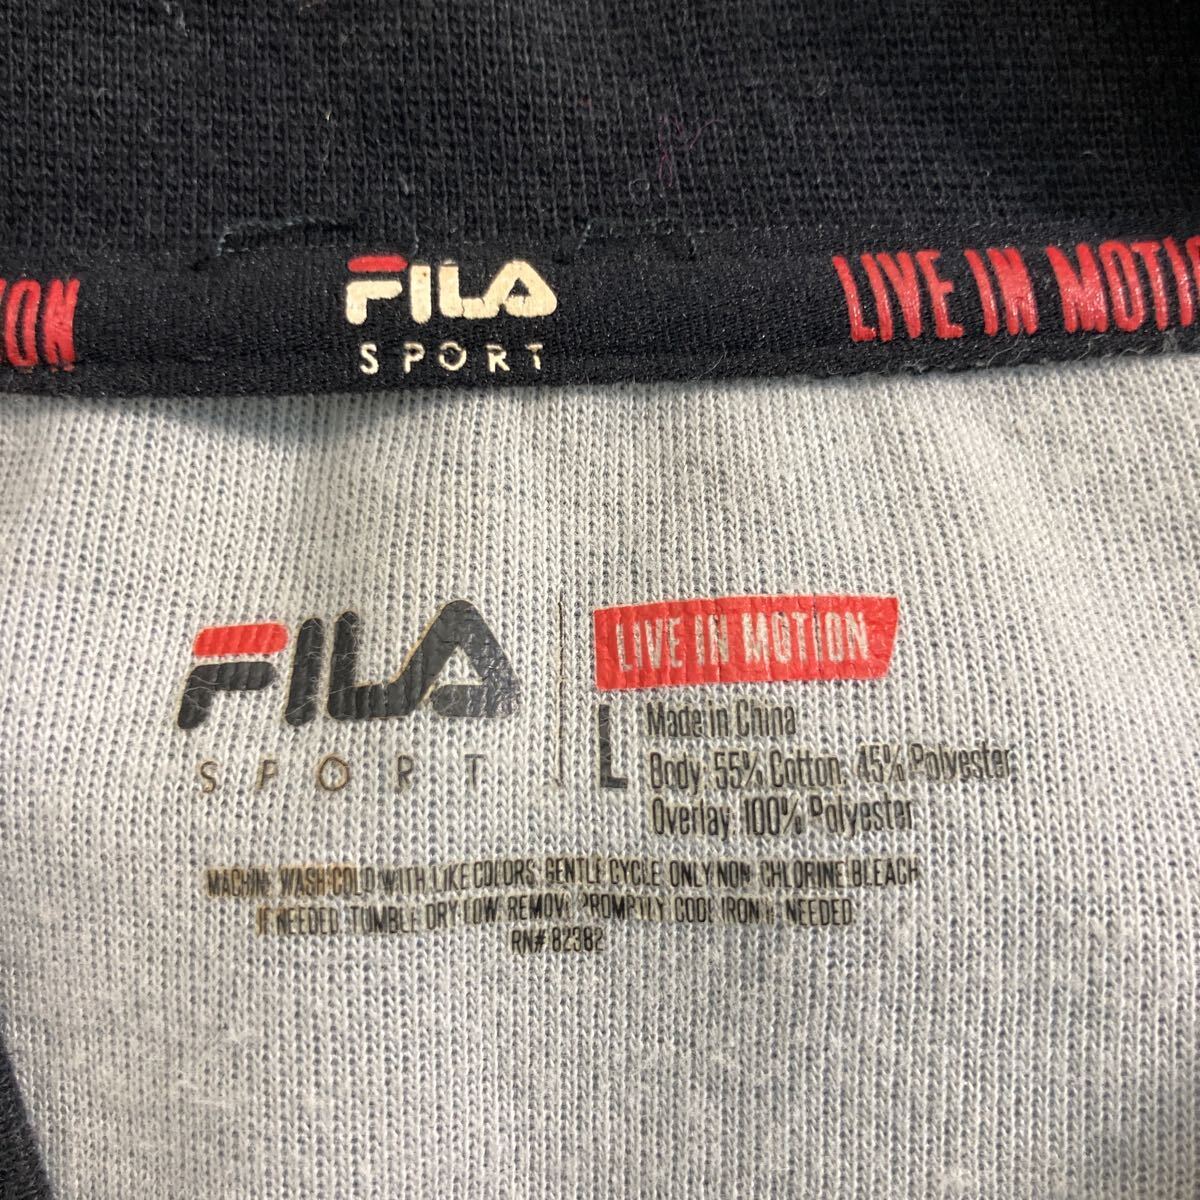 ION FILA LIVE IN MOTIO
SPORT
FILA LIVE IN MOTION
SPORT L Made in China
Body: 55% Cotton, 45% Polyester
Overlay: 100% Polyester
MACHIN WASH COLD WITH LIKE COLORS GENTLE CYCLE ONLY NON CHLORINE BLEACH
IF NEEDED TUMBLE DRY LOW REMOVE PROMPTLY COOL IRON IF NEEDED
RN# 82382